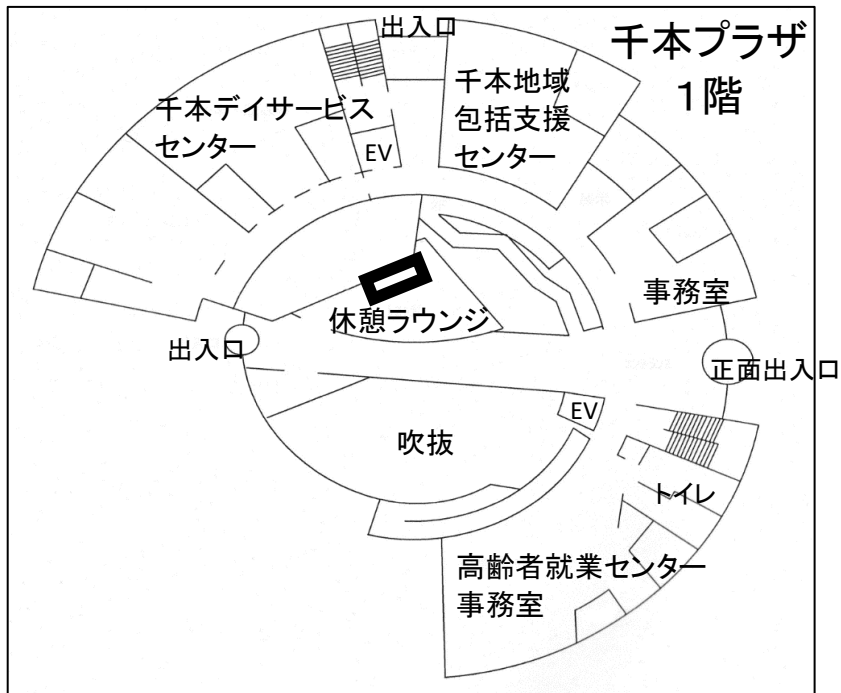 千本プラザ
1階
出入口
千本デイサービス
センター
EV
千本地域
包括支援
センター
事務室
休憩ラウンジ
出入口
正面出入口
EV
吹抜
トイレ
高齢者就業センター
事務室